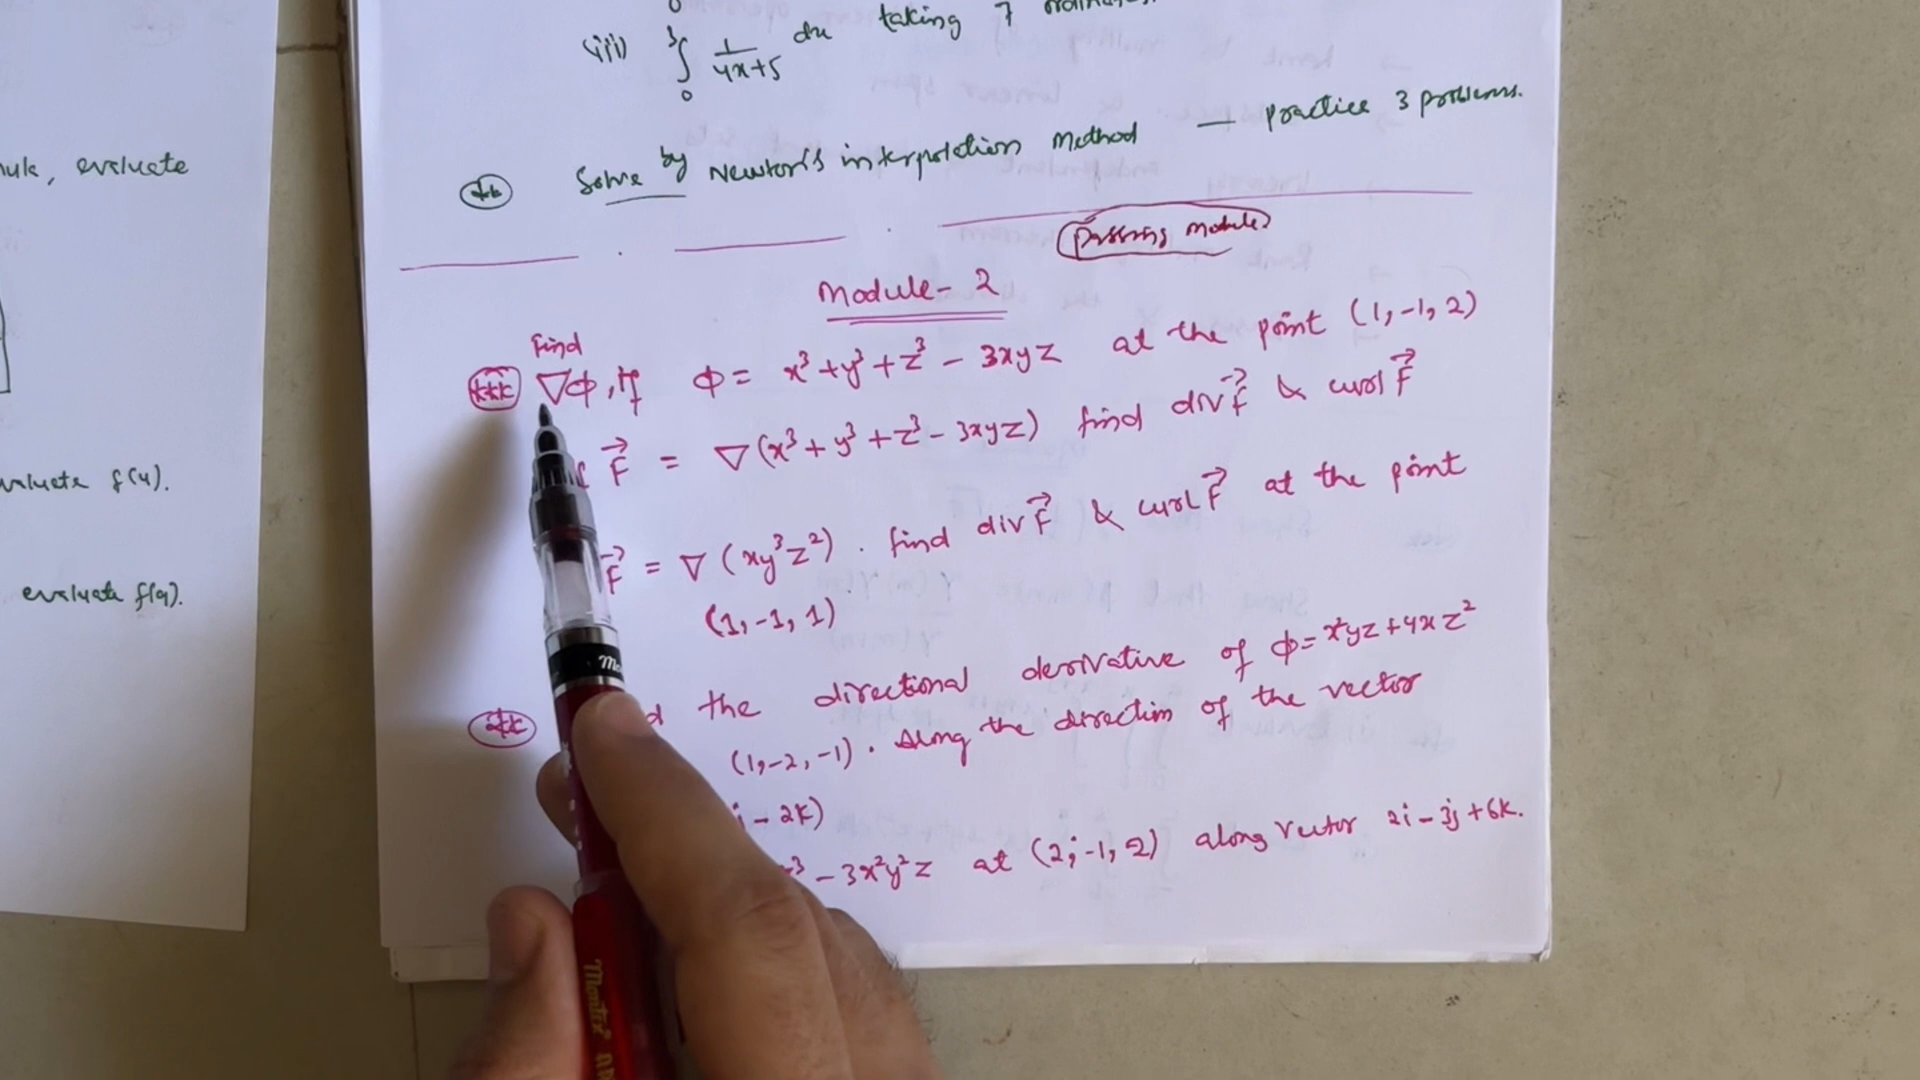 (iii) 3∫0 1/4x+5 dx taking 7
** Solve by Newton's interpolation Method — practice 3 problems.
, evaluate
evaluate f(4).
evaluate f(9).
Passing module
Module - 2
*** Find ∇φ, if φ = x³ + y³ + z³ - 3xyz at the point (1, -1, 2)
F⃗ = ∇(x³ + y³ + z³ - 3xyz) find div F⃗ & curl F⃗
F⃗ = ∇(xy³z²). find div F⃗ & curl F⃗ at the point
(1, -1, 1)
** the directional derivative of φ = x²yz + 4xz²
(1, -2, -1). Along the direction of the vector
- 2k)
³ - 3x²y²z at (2, -1, 2) along vector 2i - 3j + 6k.
Montex